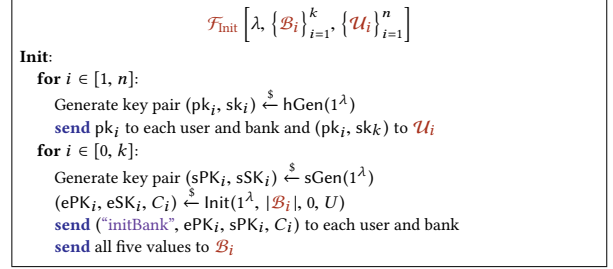 𝓕_Init [λ, {𝓑_i}_{i=1}^k, {𝓤_i}_{i=1}^n]
Init:
for i ∈ [1, n]:
Generate key pair (pk_i, sk_i) ←$ hGen(1^λ)
send pk_i to each user and bank and (pk_i, sk_k) to 𝓤_i
for i ∈ [0, k]:
Generate key pair (sPK_i, sSK_i) ←$ sGen(1^λ)
(ePK_i, eSK_i, C_i) ←$ Init(1^λ, |𝓑_i|, 0, U)
send (“initBank”, ePK_i, sPK_i, C_i) to each user and bank
send all five values to 𝓑_i